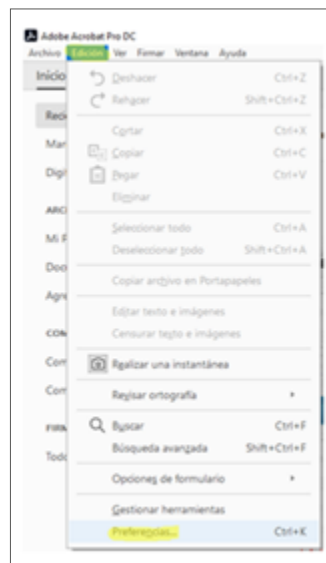 Adobe Acrobat Pro DC
Archivo Edición Ver Firmar Ventana Ayuda
Inicio
Deshacer Ctrl+Z
Rehacer Shift+Ctrl+Z
Cortar Ctrl+X
Copiar Ctrl+C
Pegar Ctrl+V
Eliminar
Seleccionar todo Ctrl+A
Deseleccionar todo Shift+Ctrl+A
Copiar archivo en Portapapeles
Editar texto e imágenes
Censurar texto e imágenes
Realizar una instantánea
Revisar ortografía
Buscar Ctrl+F
Búsqueda avanzada Shift+Ctrl+F
Opciones de formulario
Gestionar herramientas
Preferencias... Ctrl+K